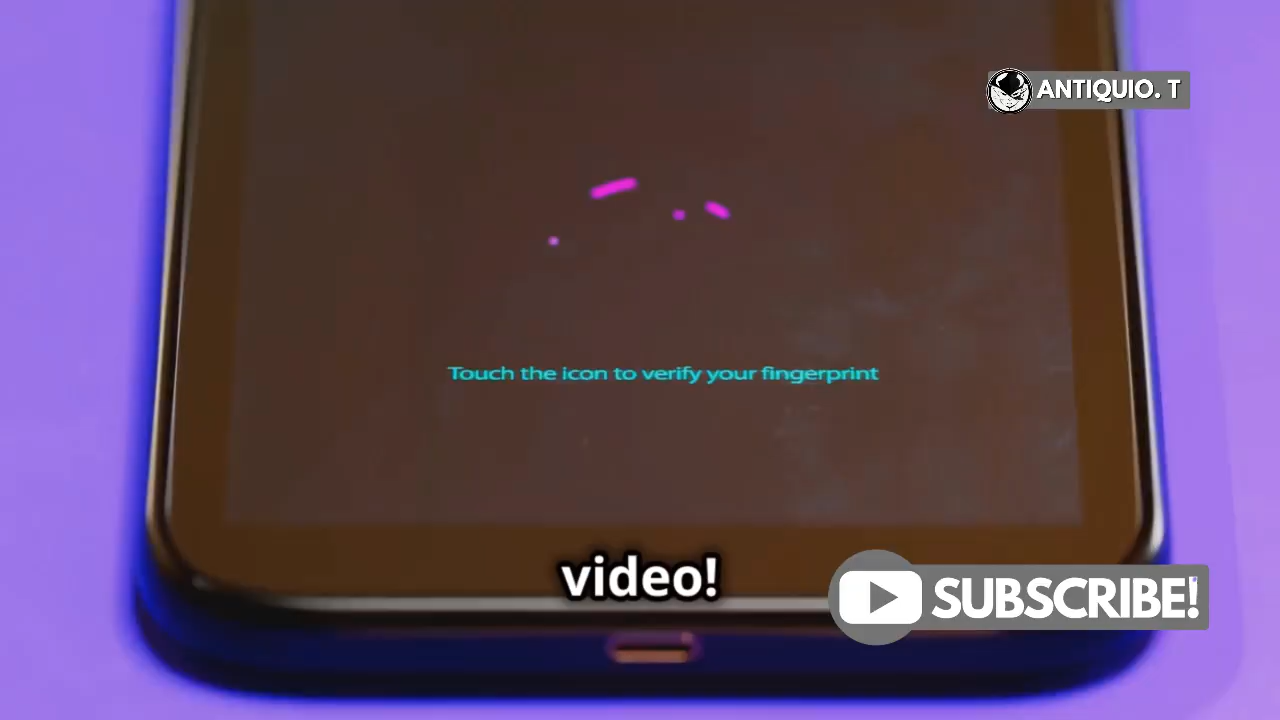 ANTIQUIO. T
Touch the icon to verify your fingerprint
video!
SUBSCRIBE!